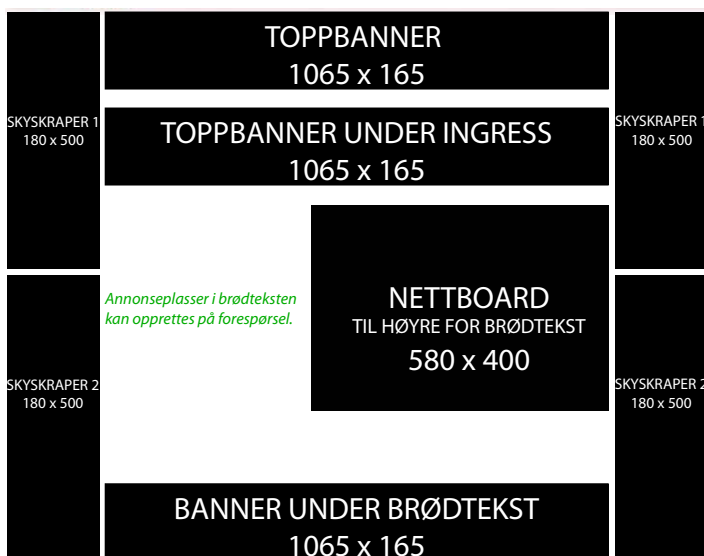 TOPPBANNER
1065 x 165
SKYSKRAPER 1
180 x 500
TOPPBANNER UNDER INGRESS
1065 x 165
SKYSKRAPER 1
180 x 500
Annonseplasser i brødteksten
kan opprettes på forespørsel.
NETTBOARD
TIL HØYRE FOR BRØDTEKST
580 x 400
SKYSKRAPER 2
180 x 500
SKYSKRAPER 2
180 x 500
BANNER UNDER BRØDTEKST
1065 x 165